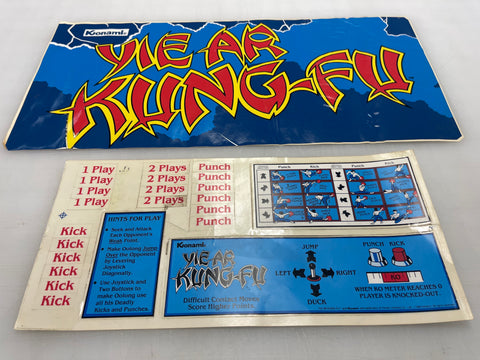 Konami
YIE AR
KUNG-FU
1 Play
1 Play
1 Play
1 Play
2 Plays
2 Plays
2 Plays
2 Plays
Punch
Punch
Punch
Punch
Punch
Punch
Kick
Kick
Kick
Kick
Kick
Kick
HINTS FOR PLAY
• Seek and Attack
Each Opponent's
Weak Point.
• Make Oolong Jump
Over the Opponent
by Levering
Joystick
Diagonally.
• Use Joystick and
Two Buttons to
make Oolong use
all his Deadly
Kicks and Punches.
Punch
Kick
Punch
Kick
Konami
YIE AR
KUNG-FU
Difficult Contact Moves
Score Higher Points.
JUMP
LEFT
RIGHT
DUCK
PUNCH
KICK
KO
WHEN KO METER REACHES 0
PLAYER IS KNOCKED-OUT.